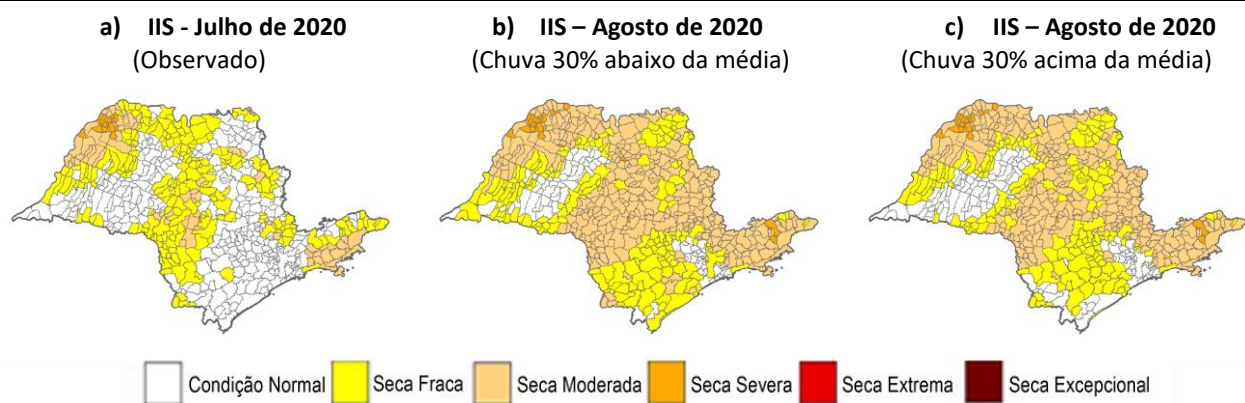 a) IIS - Julho de 2020
(Observado)
b) IIS – Agosto de 2020
(Chuva 30% abaixo da média)
c) IIS – Agosto de 2020
(Chuva 30% acima da média)
Condição Normal Seca Fraca Seca Moderada Seca Severa Seca Extrema Seca Excepcional